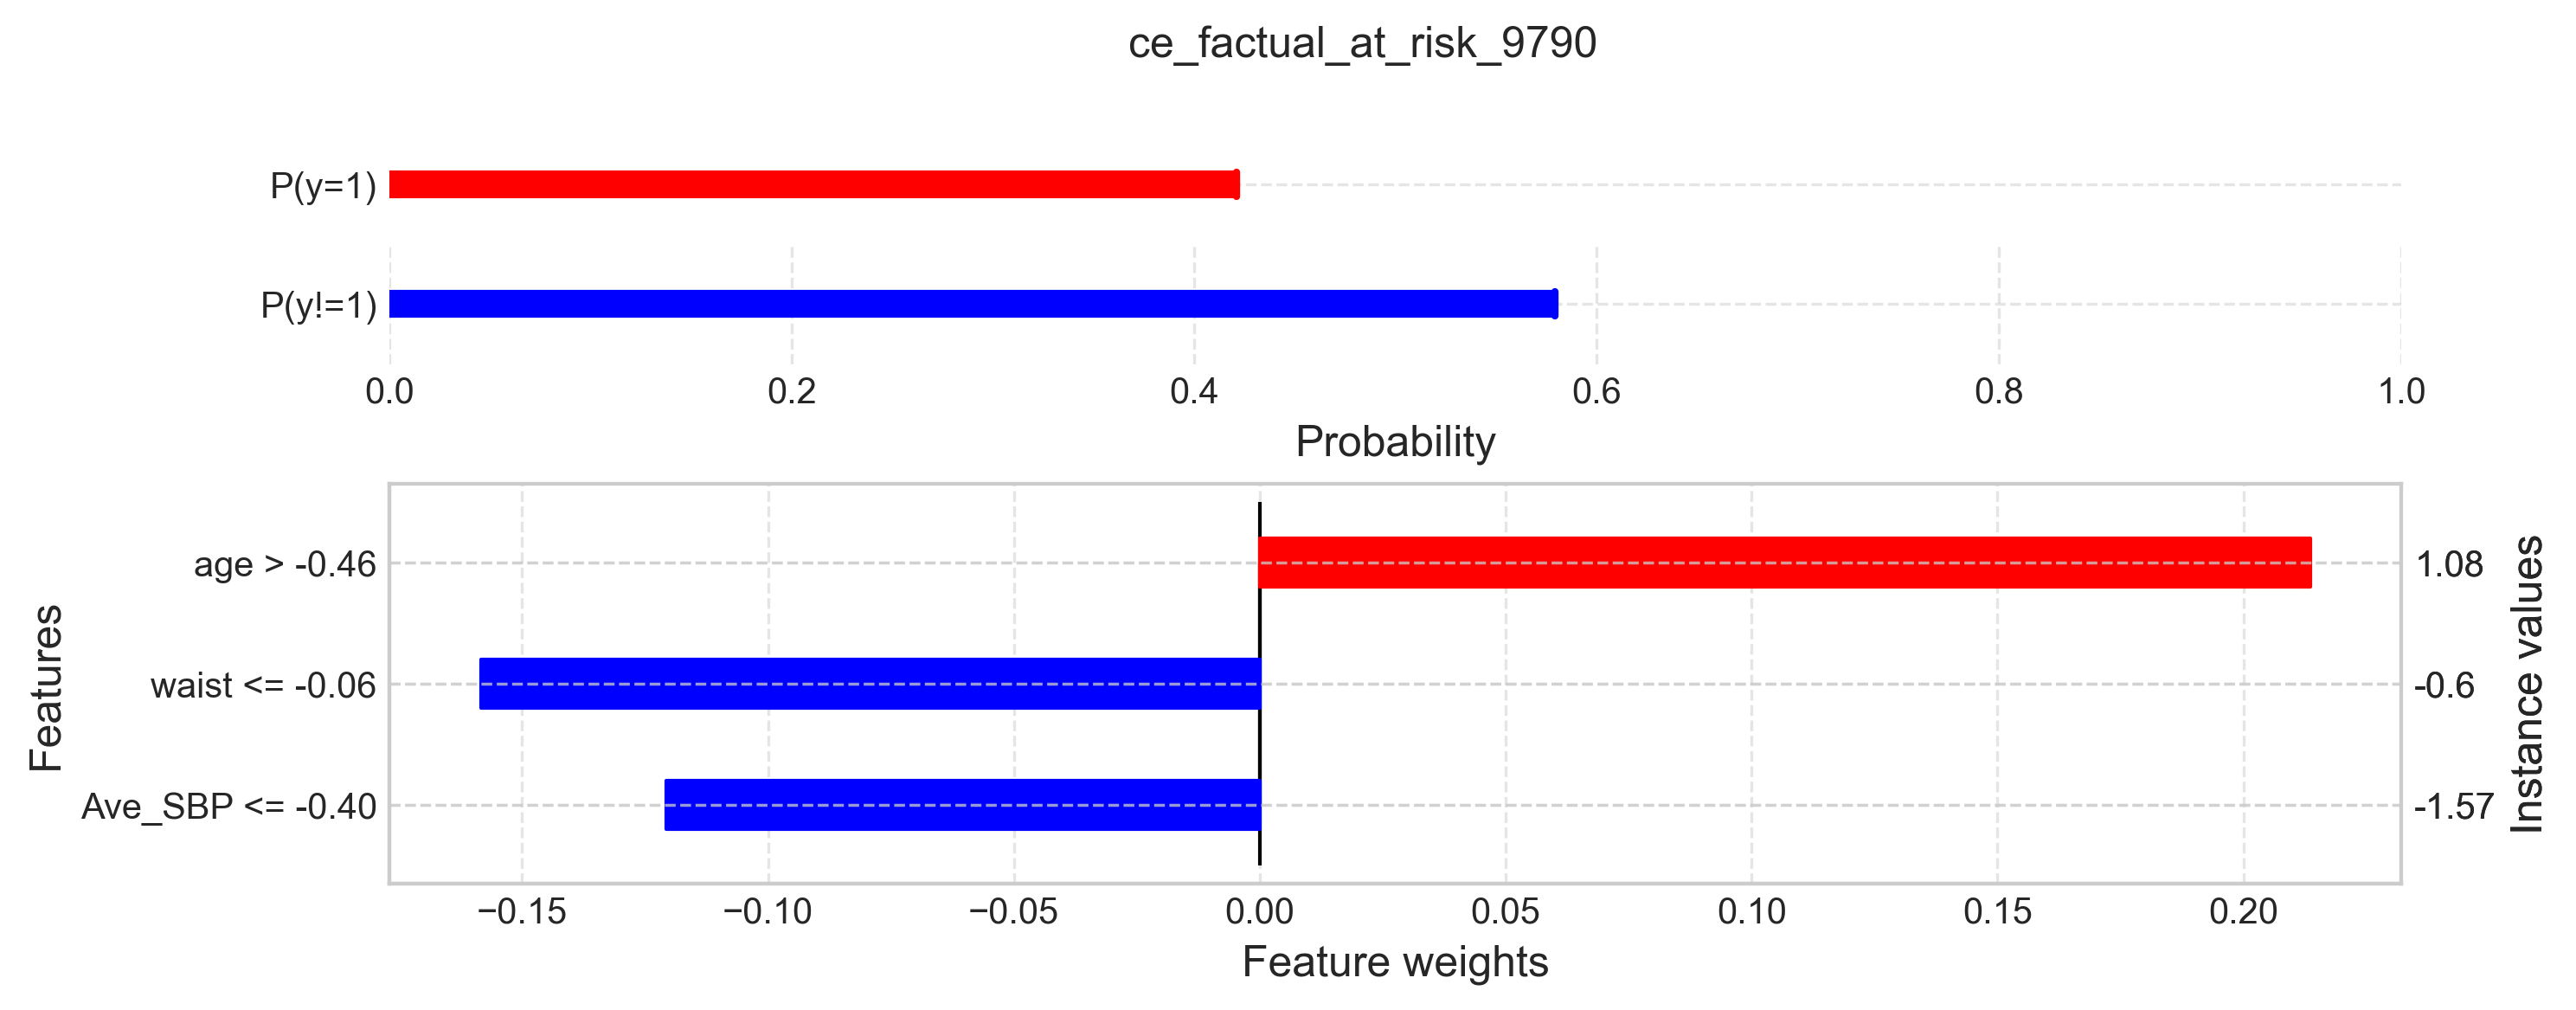 ce_factual_at_risk_9790
P(y=1)
P(y!=1)
0.0 0.2 0.4 0.6 0.8 1.0
Probability
Features
age > -0.46 1.08
waist <= -0.06 -0.6
Ave_SBP <= -0.40 -1.57
Instance values
−0.15 −0.10 −0.05 0.00 0.05 0.10 0.15 0.20
Feature weights